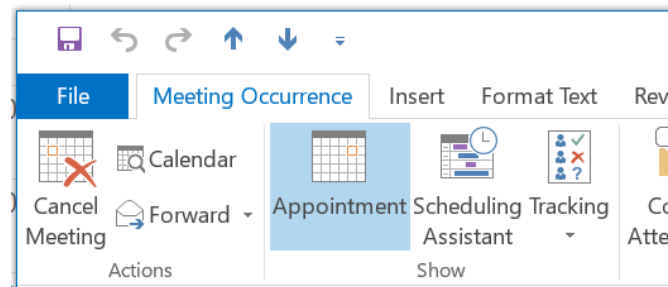 File Meeting Occurrence Insert Format Text
Calendar
Forward
Cancel
Meeting
Appointment
Scheduling
Assistant
Tracking
Actions
Show